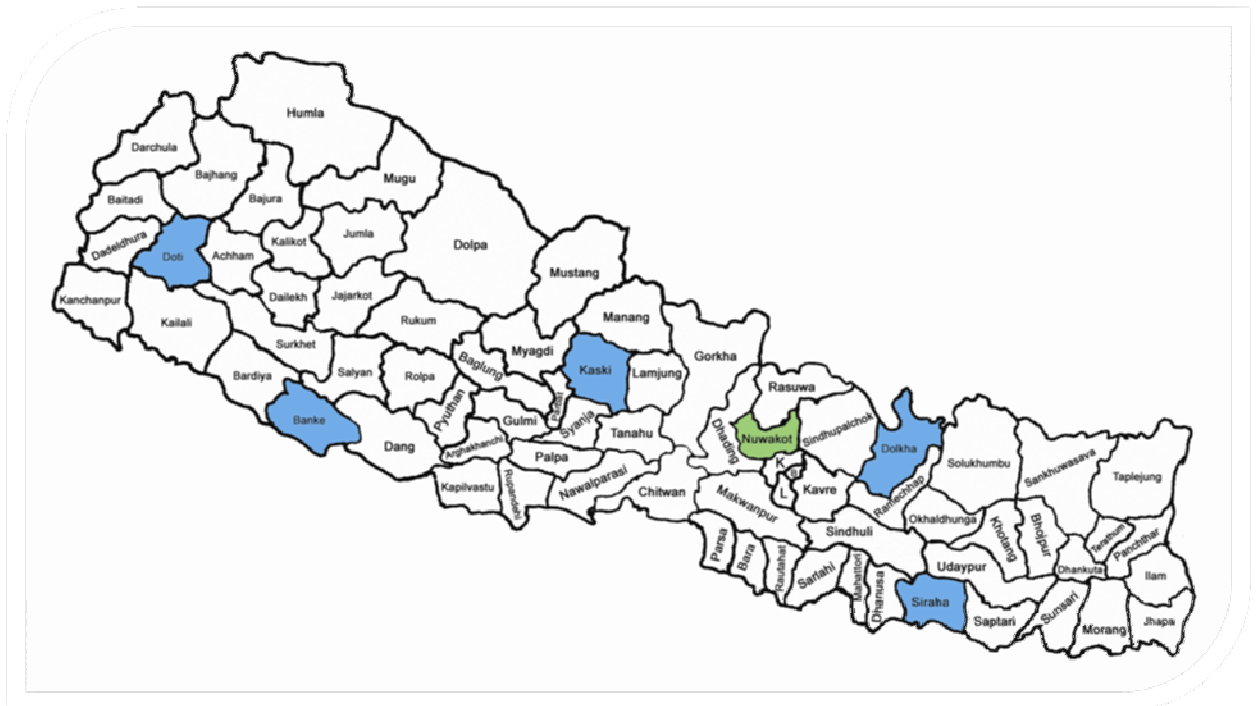 Humla
Darchula
Bajhang
Mugu
Baitadi
Bajura
Dadeldhura
Doti
Achham
Kalikot
Jumla
Dolpa
Mustang
Kanchanpur
Kailali
Dailekh
Jajarkot
Rukum
Manang
Surkhet
Myagdi
Baglung
Kaski
Lamjung
Gorkha
Bardiya
Salyan
Rolpa
Rasuwa
Banke
Pyuthan
Gulmi
Syanja
Tanahu
Dhading
Nuwakot
Sindhupalchok
Dolkha
Dang
Arghakhanchi
Palpa
K
L
Kavre
Ramechhap
Solukhumbu
Sankhuwasava
Taplejung
Kapilvastu
Rupandehi
Nawalparasi
Chitwan
Makwanpur
Sindhuli
Okhaldhunga
Khotang
Bhojpur
Panchthar
Parsa
Bara
Rautahat
Sarlahi
Dhanusa
Udaypur
Dhankuta
Ilam
Siraha
Saptari
Sunsari
Morang
Jhapa